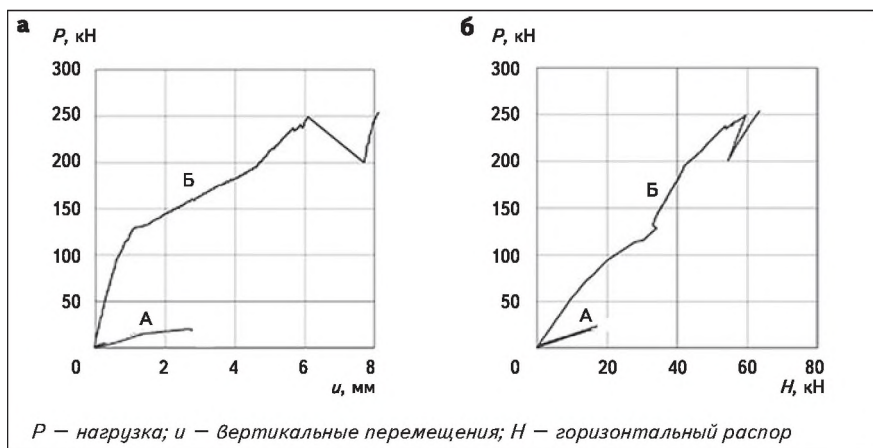 а
P, кН
300
250
200
150
100
50
0
2
4
6
8
u, мм
Б
А
б
P, кН
300
250
200
150
100
50
0
20
40
60
80
H, кН
Б
А
P – нагрузка; u – вертикальные перемещения; H – горизонтальный распор